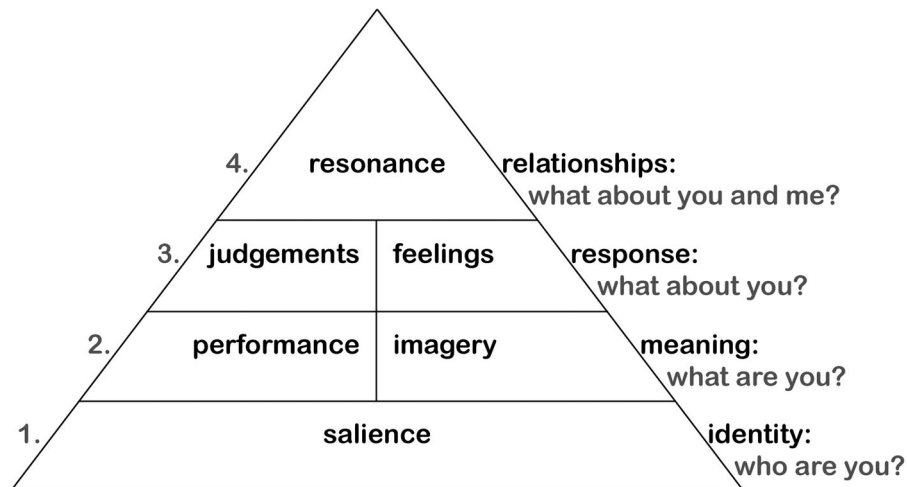 4. resonance relationships:
what about you and me?
3. judgements feelings response:
what about you?
2. performance imagery meaning:
what are you?
1. salience identity:
who are you?